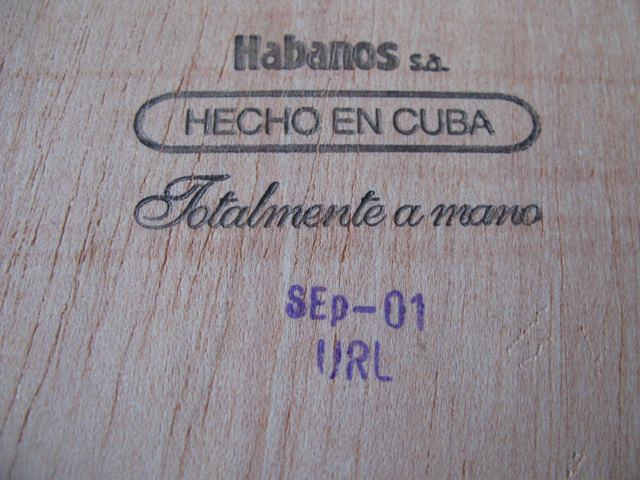 Habanos s.a.
HECHO EN CUBA
Totalmente a mano
SEp-01
URL